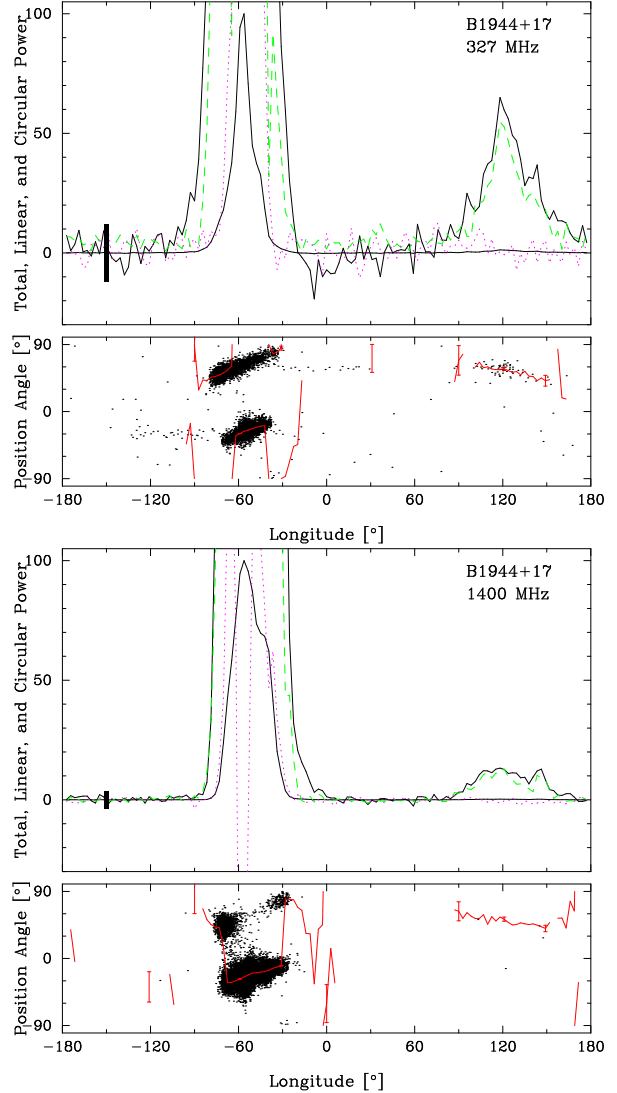 B1944+17
327 MHz
Total, Linear, and Circular Power
100
50
0
Position Angle [°]
90
0
−90
−180 −120 −60 0 60 120 180
Longitude [°]
B1944+17
1400 MHz
Total, Linear, and Circular Power
100
50
0
Position Angle [°]
90
0
−90
−180 −120 −60 0 60 120 180
Longitude [°]